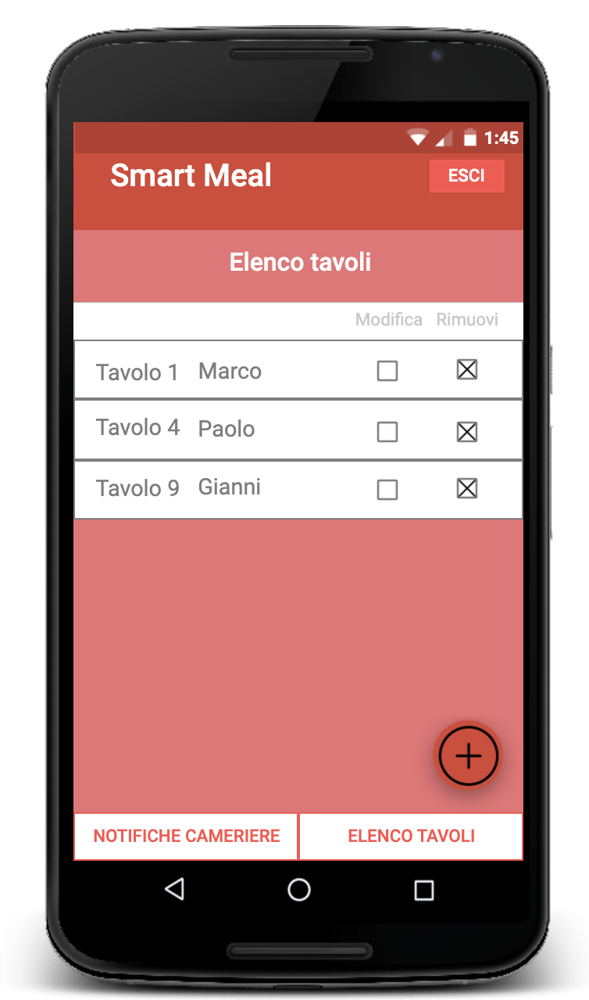 1:45
Smart Meal ESCI
Elenco tavoli
Modifica Rimuovi
Tavolo 1 Marco
Tavolo 4 Paolo
Tavolo 9 Gianni
NOTIFICHE CAMERIERE ELENCO TAVOLI